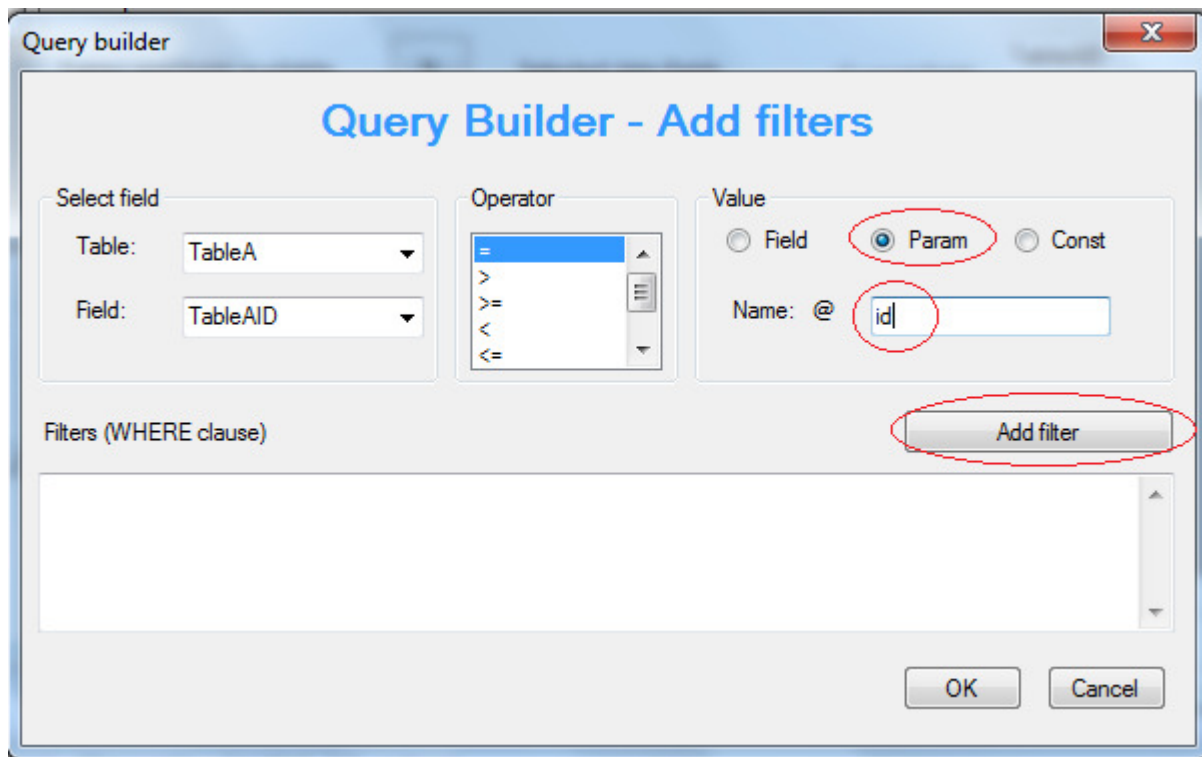 Query builder
Query Builder - Add filters
Select field
Operator
Value
Table:
TableA
Field:
TableAID
=
>
>=
<
<=
Field
Param
Const
Name: @
id
Filters (WHERE clause)
Add filter
OK
Cancel